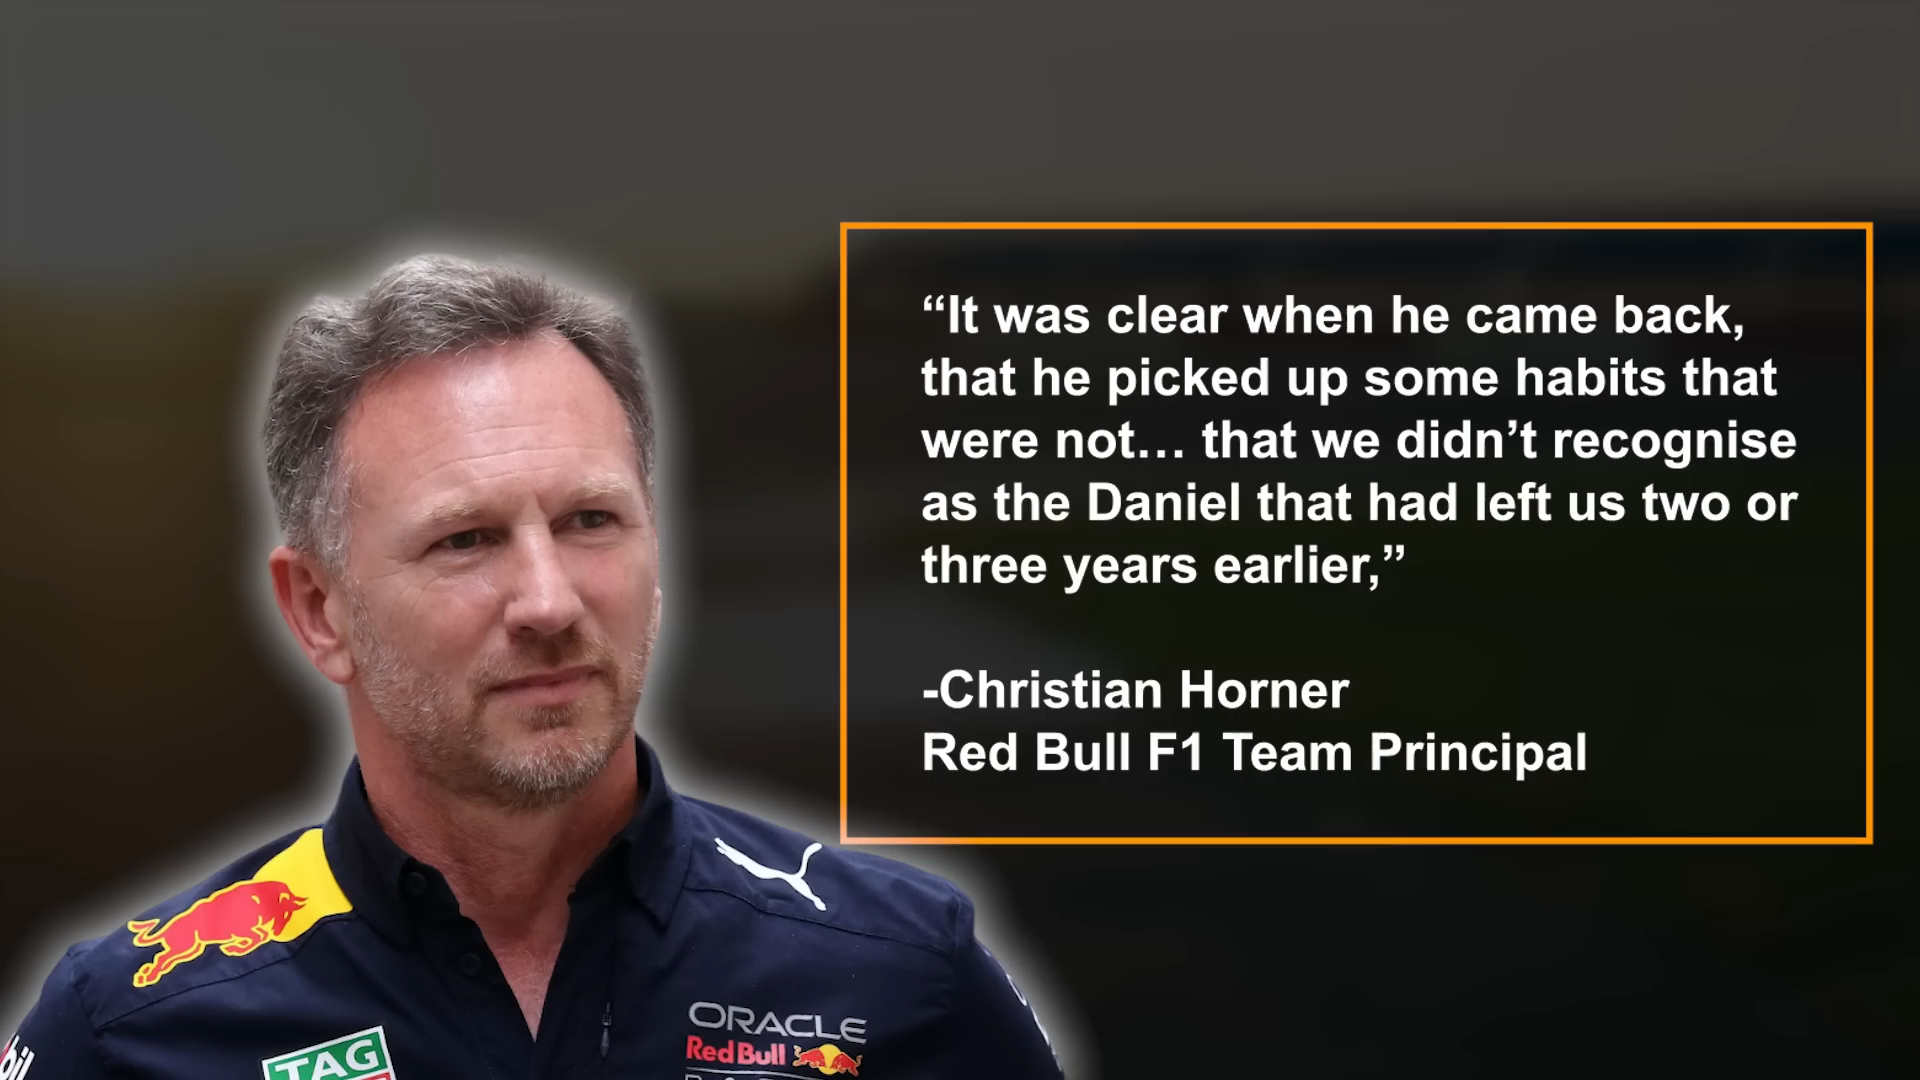 “It was clear when he came back,
that he picked up some habits that
were not… that we didn’t recognise
as the Daniel that had left us two or
three years earlier,”
-Christian Horner
Red Bull F1 Team Principal
ORACLE
Red Bull
TAG